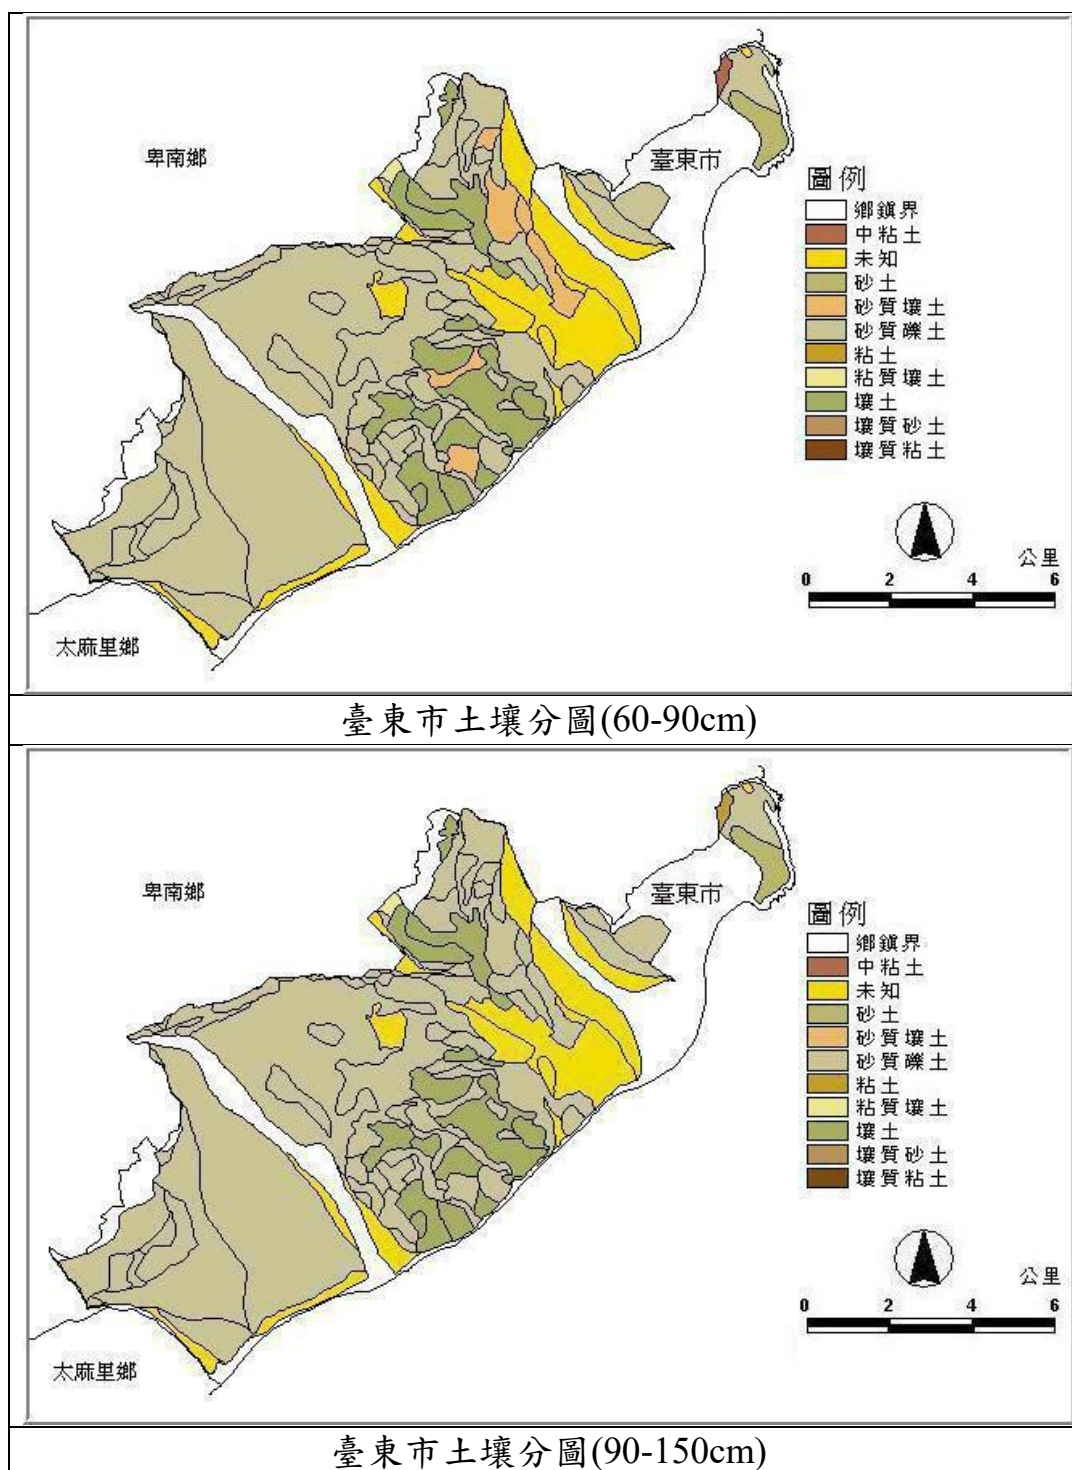 卑南鄉
臺東市
圖例
鄉鎮界
中粘土
未知
砂土
砂質壤土
砂質礫土
粘土
粘質壤土
壤土
壤質砂土
壤質粘土
公里
0 2 4 6
太麻里鄉
臺東市土壤分圖(60-90cm)
卑南鄉
臺東市
圖例
鄉鎮界
中粘土
未知
砂土
砂質壤土
砂質礫土
粘土
粘質壤土
壤土
壤質砂土
壤質粘土
公里
0 2 4 6
太麻里鄉
臺東市土壤分圖(90-150cm)